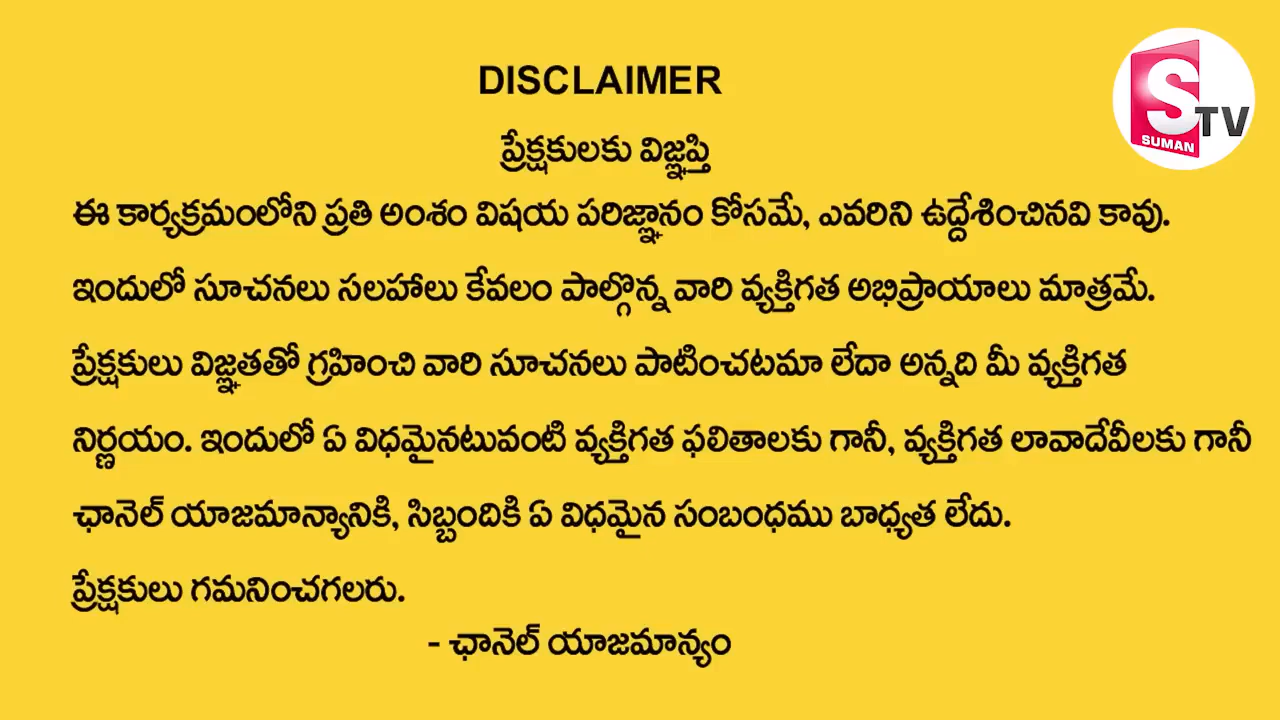 DISCLAIMER
ప్రేక్షకులకు విజ్ఞప్తి
ఈ కార్యక్రమంలోని ప్రతి అంశం విషయ పరిజ్ఞానం కోసమే, ఎవరిని ఉద్దేశించినవి కావు.
ఇందులో సూచనలు సలహాలు కేవలం పాల్గొన్న వారి వ్యక్తిగత అభిప్రాయాలు మాత్రమే.
ప్రేక్షకులు విజ్ఞతతో గ్రహించి వారి సూచనలు పాటించటమా లేదా అన్నది మీ వ్యక్తిగత
నిర్ణయం. ఇందులో ఏ విధమైనటువంటి వ్యక్తిగత ఫలితాలకు గానీ, వ్యక్తిగత లావాదేవీలకు గానీ
ఛానెల్ యాజమాన్యానికి, సిబ్బందికి ఏ విధమైన సంబంధము బాధ్యత లేదు.
ప్రేక్షకులు గమనించగలరు.
- ఛానెల్ యాజమాన్యం
S TV
SUMAN